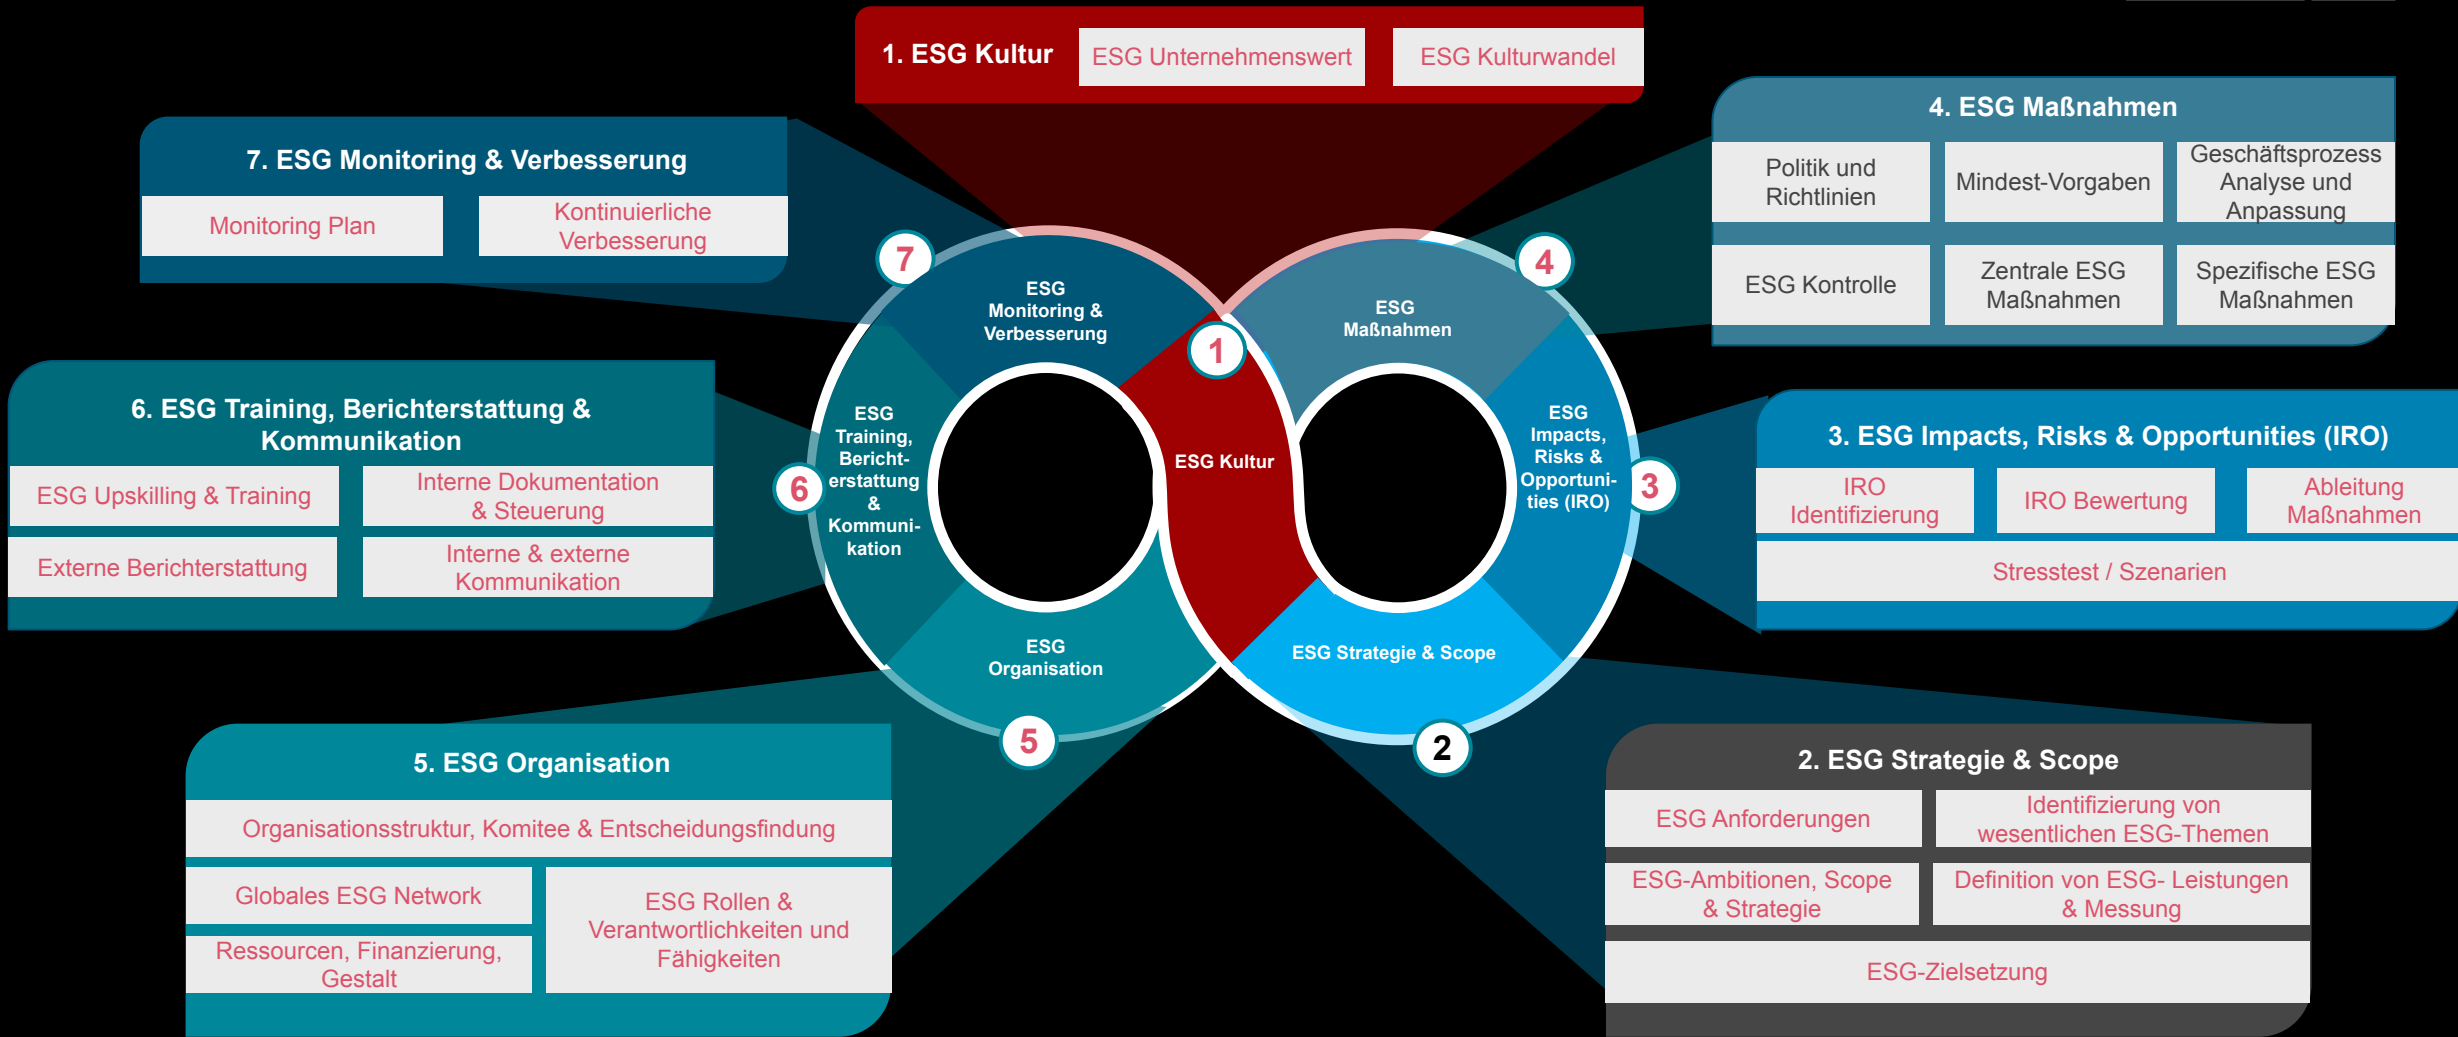 1. ESG Kultur
ESG Unternehmenswert
ESG Kulturwandel
4. ESG Maßnahmen
Politik und
Richtlinien
Mindest-Vorgaben
Geschäftsprozess
Analyse und
Anpassung
ESG Kontrolle
Zentrale ESG
Maßnahmen
Spezifische ESG
Maßnahmen
7. ESG Monitoring & Verbesserung
Monitoring Plan
Kontinuierliche
Verbesserung
7
ESG
Monitoring &
Verbesserung
1
ESG
Maßnahmen
4
6. ESG Training, Berichterstattung &
Kommunikation
ESG Upskilling & Training
Interne Dokumentation
& Steuerung
Externe Berichterstattung
Interne & externe
Kommunikation
6
ESG
Training,
Bericht-
erstattung
&
Kommuni-
kation
ESG Kultur
ESG
Impacts,
Risks &
Opportuni-
ties (IRO)
3
3. ESG Impacts, Risks & Opportunities (IRO)
IRO
Identifizierung
IRO Bewertung
Ableitung
Maßnahmen
Stresstest / Szenarien
ESG
Organisation
5
ESG Strategie & Scope
2
5. ESG Organisation
Organisationsstruktur, Komitee & Entscheidungsfindung
Globales ESG Network
Ressourcen, Finanzierung,
Gestalt
ESG Rollen &
Verantwortlichkeiten und
Fähigkeiten
2. ESG Strategie & Scope
ESG Anforderungen
Identifizierung von
wesentlichen ESG-Themen
ESG-Ambitionen, Scope
& Strategie
Definition von ESG- Leistungen
& Messung
ESG-Zielsetzung